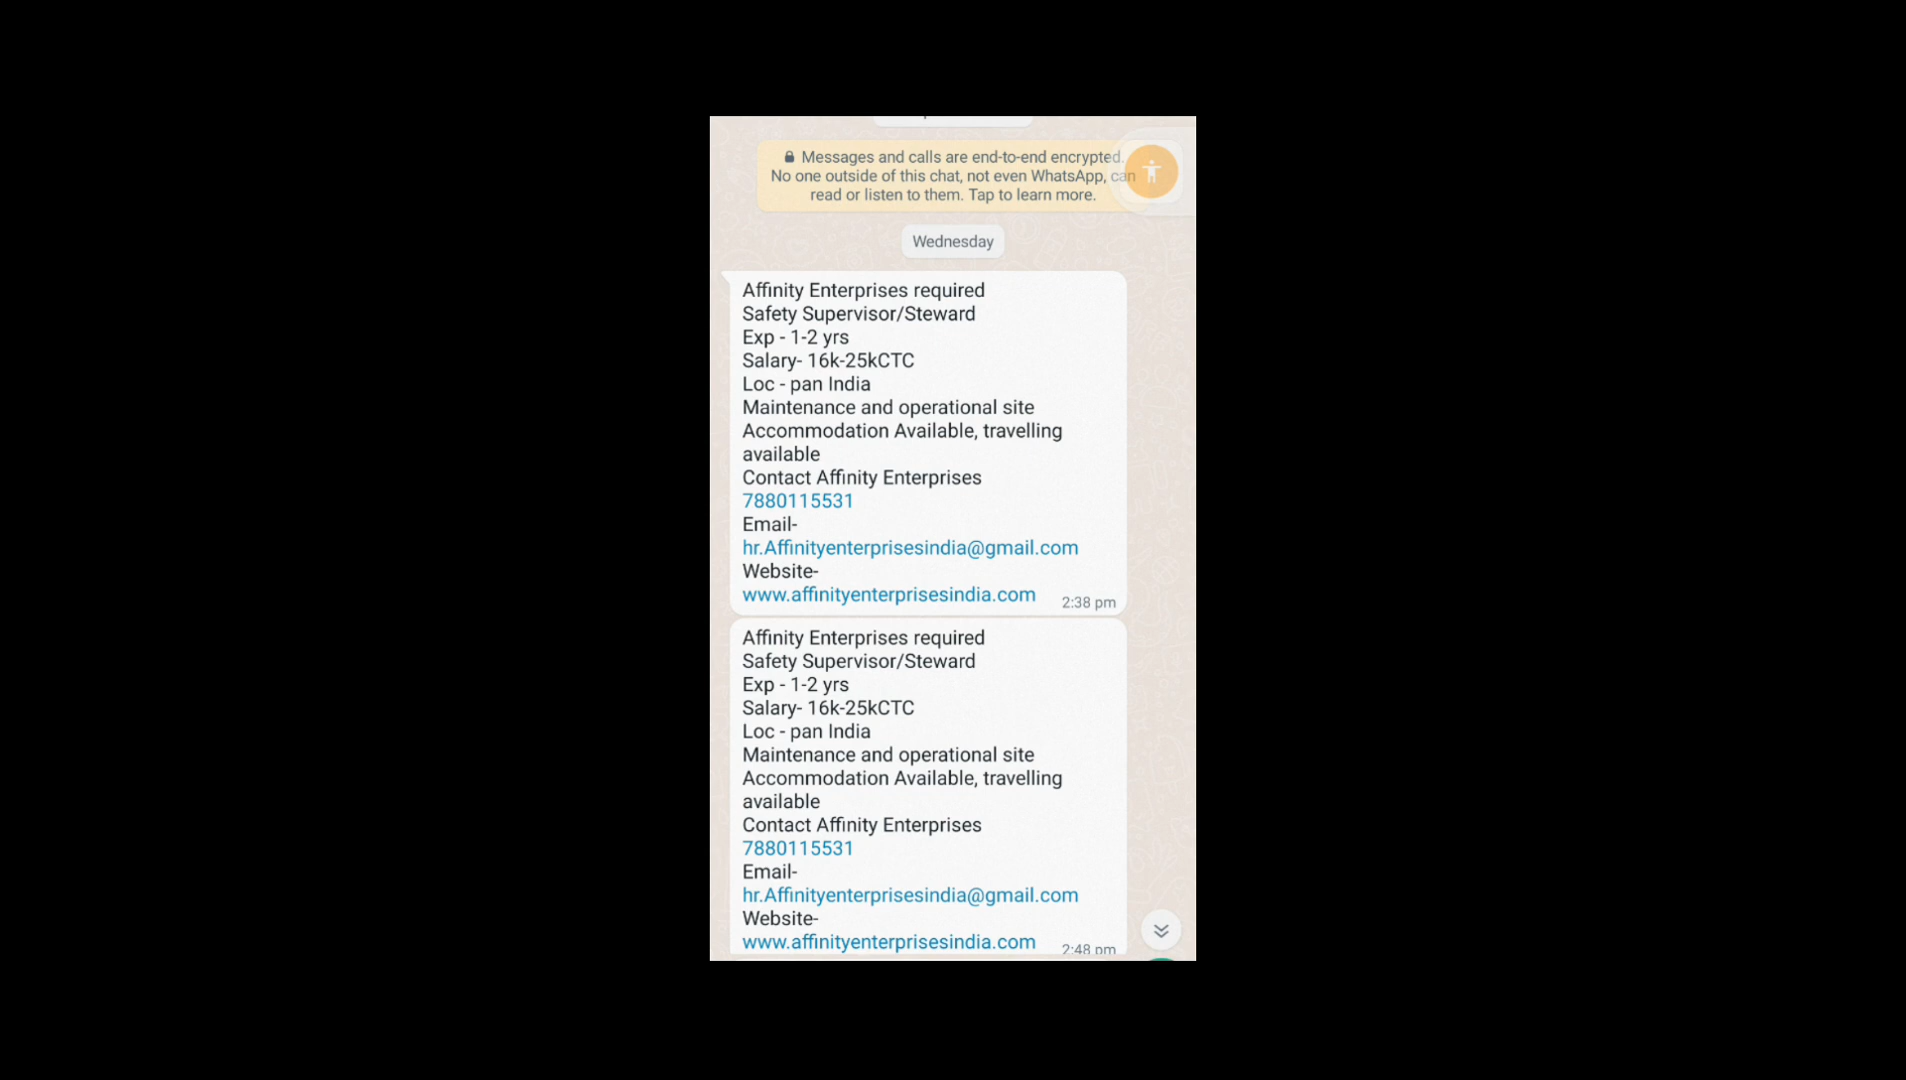 Messages and calls are end-to-end encrypted.
No one outside of this chat, not even WhatsApp, can
read or listen to them. Tap to learn more.
Wednesday
Affinity Enterprises required
Safety Supervisor/Steward
Exp - 1-2 yrs
Salary- 16k-25kCTC
Loc - pan India
Maintenance and operational site
Accommodation Available, travelling
available
Contact Affinity Enterprises
7880115531
Email-
hr.Affinityenterprisesindia@gmail.com
Website-
www.affinityenterprisesindia.com
2:38 pm
Affinity Enterprises required
Safety Supervisor/Steward
Exp - 1-2 yrs
Salary- 16k-25kCTC
Loc - pan India
Maintenance and operational site
Accommodation Available, travelling
available
Contact Affinity Enterprises
7880115531
Email-
hr.Affinityenterprisesindia@gmail.com
Website-
www.affinityenterprisesindia.com
2:48 pm